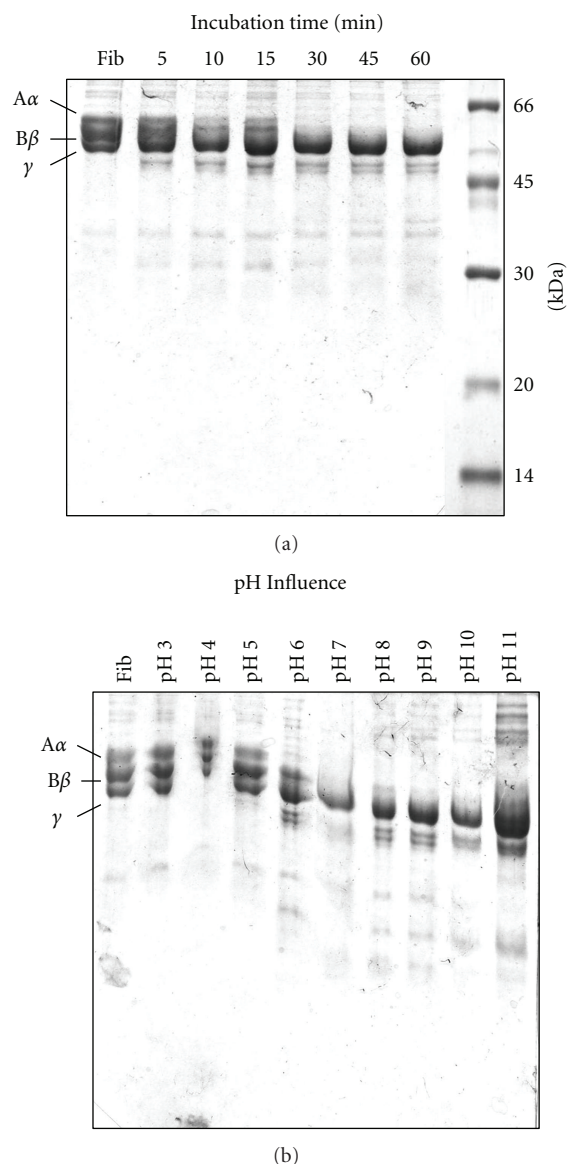 Incubation time (min)
Fib 5 10 15 30 45 60
Aα
Bβ
γ
66
45
30
20
14
(kDa)
(a)
pH Influence
Fib pH 3 pH 4 pH 5 pH 6 pH 7 pH 8 pH 9 pH 10 pH 11
Aα
Bβ
γ
(b)